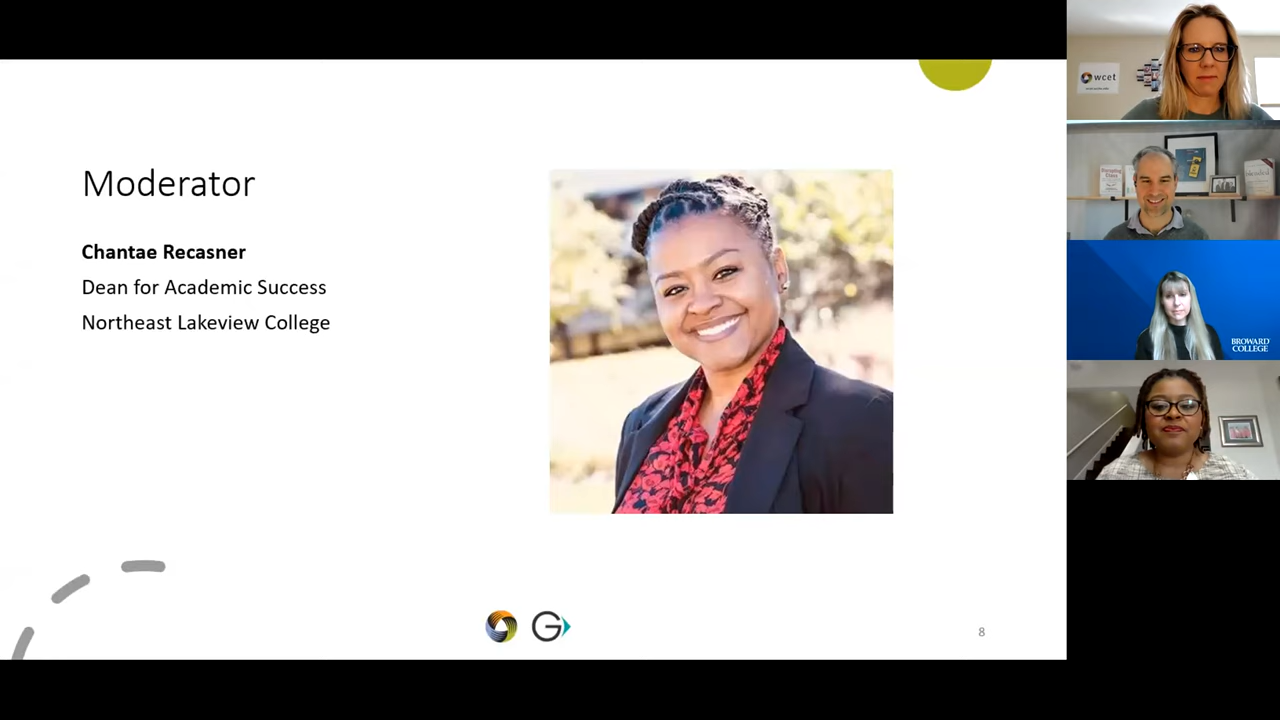 Moderator
Chantae Recasner
Dean for Academic Success
Northeast Lakeview College
8
wcet
BROWARD
COLLEGE